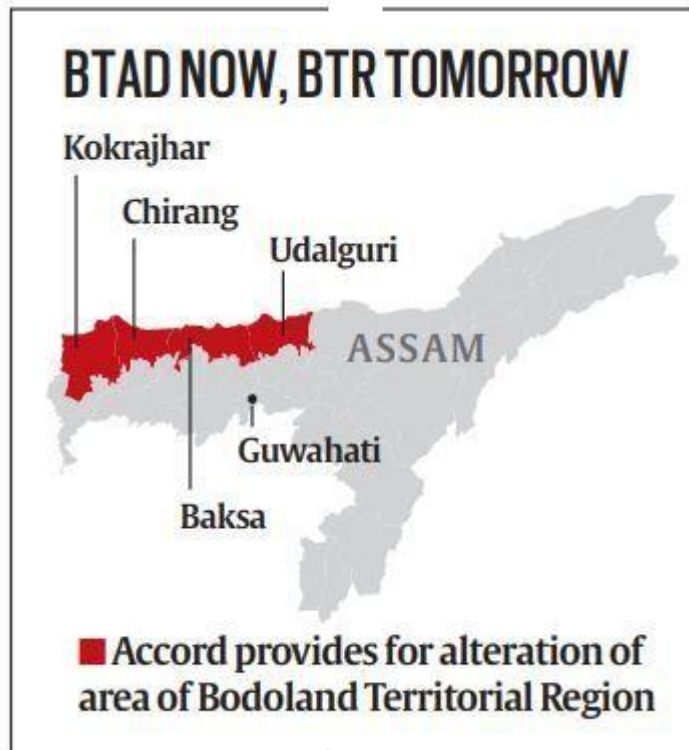 BTAD NOW, BTR TOMORROW
Kokrajhar
Chirang
Udalguri
ASSAM
Guwahati
Baksa
Accord provides for alteration of
area of Bodoland Territorial Region